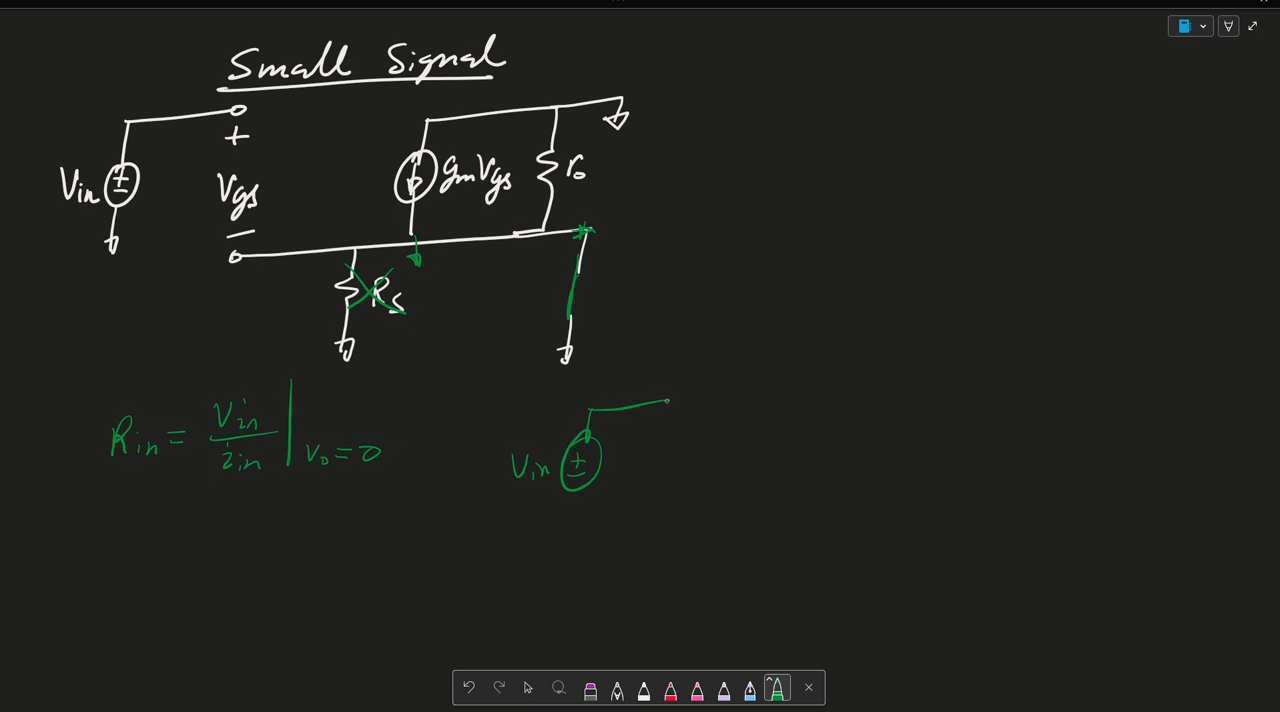 Small Signal
+
Vin + − Vgs gmVgs ro
−
Rs
Rin = Vin / iin | Vo = 0
Vin + −